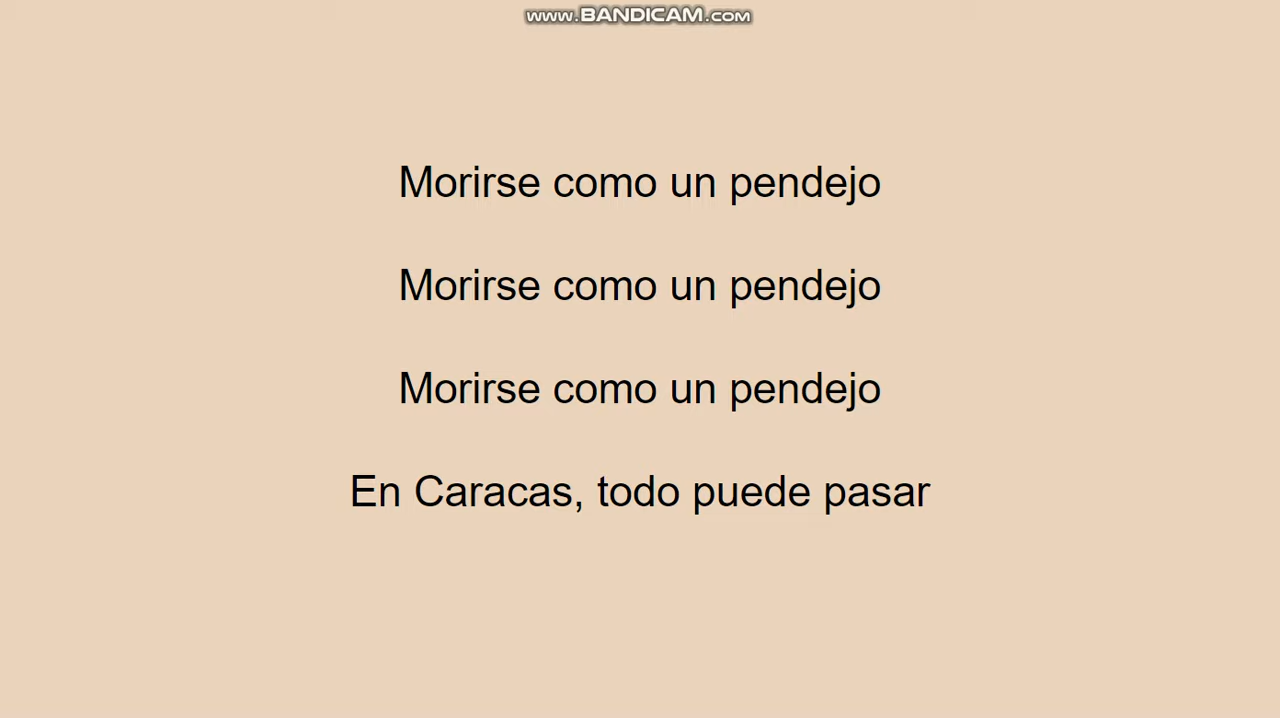 www.BANDICAM.com
Morirse como un pendejo
Morirse como un pendejo
Morirse como un pendejo
En Caracas, todo puede pasar